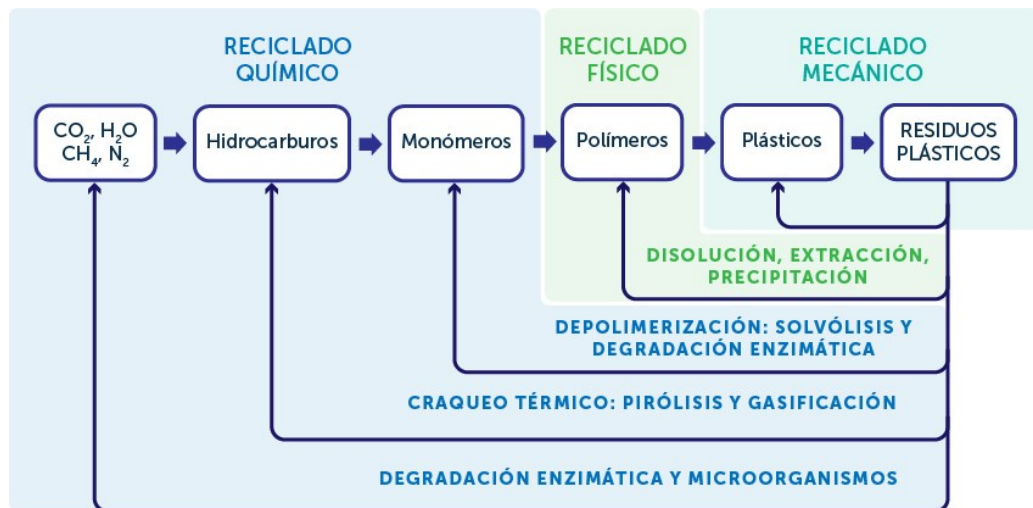 RECICLADO
QUÍMICO
RECICLADO
FÍSICO
RECICLADO
MECÁNICO
CO₂, H₂O
CH₄, N₂
Hidrocarburos
Monómeros
Polímeros
Plásticos
RESIDUOS
PLÁSTICOS
DISOLUCIÓN, EXTRACCIÓN,
PRECIPITACIÓN
DEPOLIMERIZACIÓN: SOLVÓLISIS Y
DEGRADACIÓN ENZIMÁTICA
CRAQUEO TÉRMICO: PIRÓLISIS Y GASIFICACIÓN
DEGRADACIÓN ENZIMÁTICA Y MICROORGANISMOS